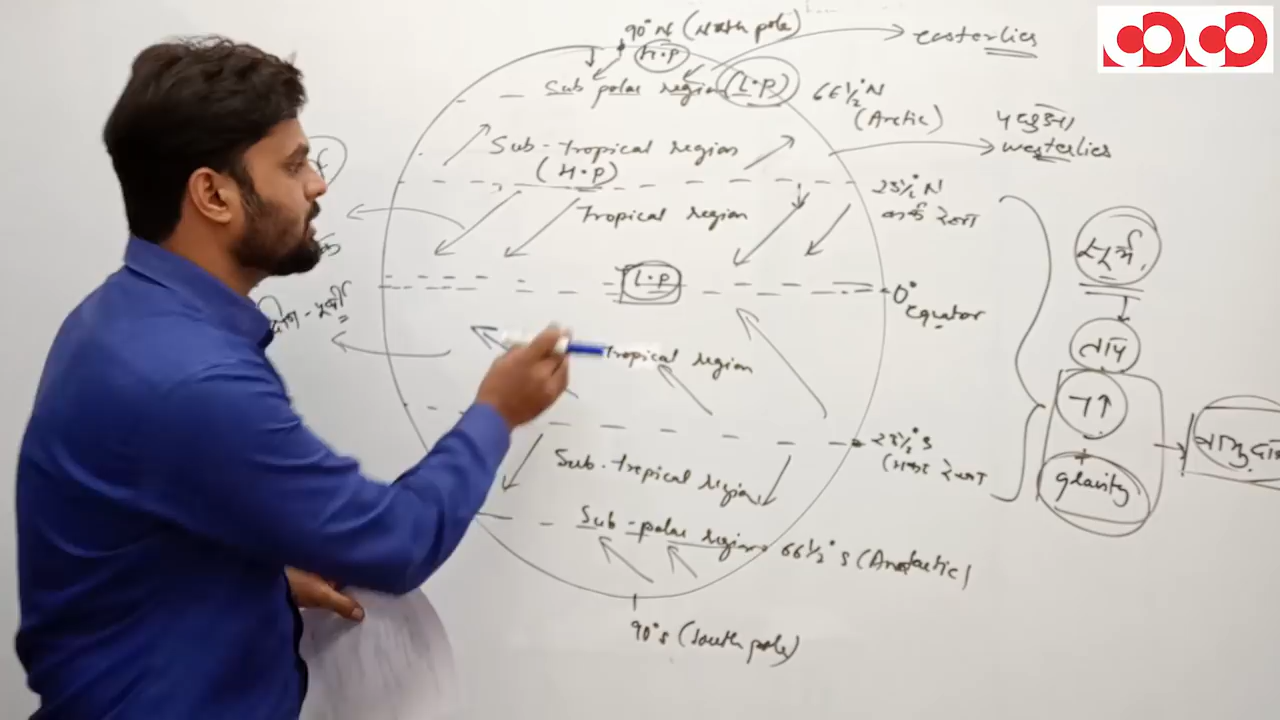 90°N (North pole)
easterlies
H.P
Sub polar region (L.P)
66½°N
(Arctic)
westerlies
Sub-tropical region
(H.P)
23½°N
कर्क रेखा
Tropical region
सूर्य
L.P
0°
equator
ताप
Tropical region
↑
23½°S
(मकर रेखा
+
gravity
Sub-tropical region
Sub-polar region
66½°S (Antarctic)
90°S (South pole)